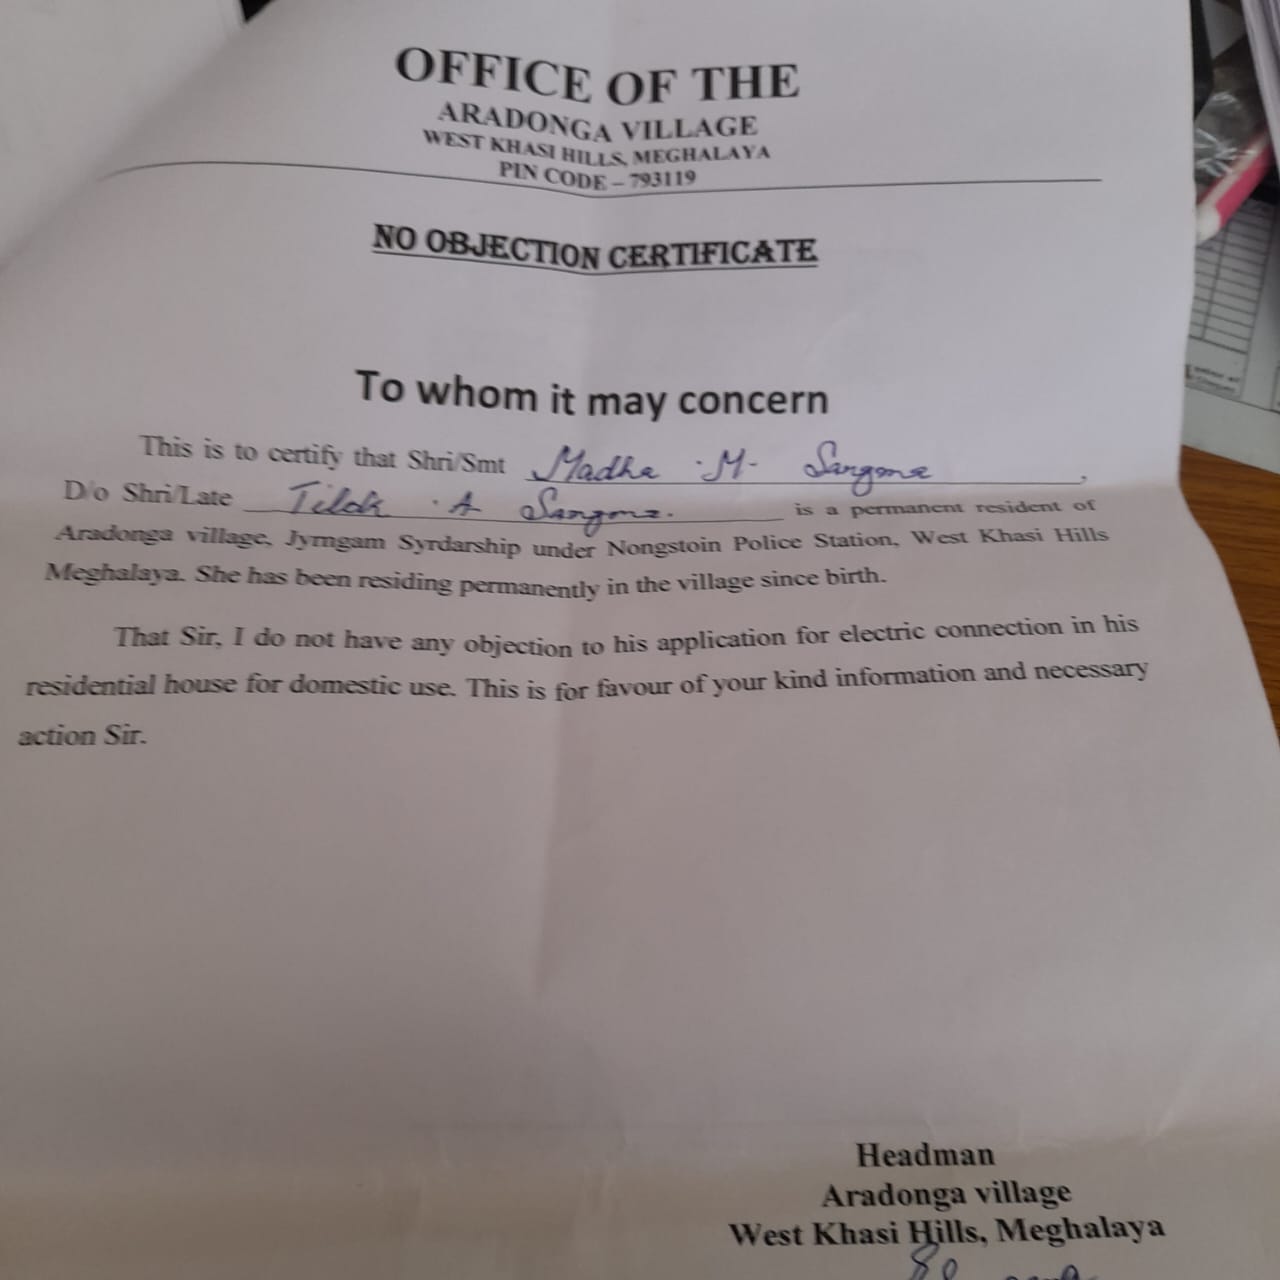 OFFICE OF THE
ARADONGA VILLAGE
WEST KHASI HILLS, MEGHALAYA
PIN CODE – 793119
NO OBJECTION CERTIFICATE
To whom it may concern
This is to certify that Shri/Smt Madha .M. Sangma,
D/o Shri/Late Tilok .A Sangma. is a permanent resident of
Aradonga village, Jyrngam Syrdarship under Nongstoin Police Station, West Khasi Hills
Meghalaya. She has been residing permanently in the village since birth.
That Sir, I do not have any objection to his application for electric connection in his
residential house for domestic use. This is for favour of your kind information and necessary
action Sir.
Headman
Aradonga village
West Khasi Hills, Meghalaya